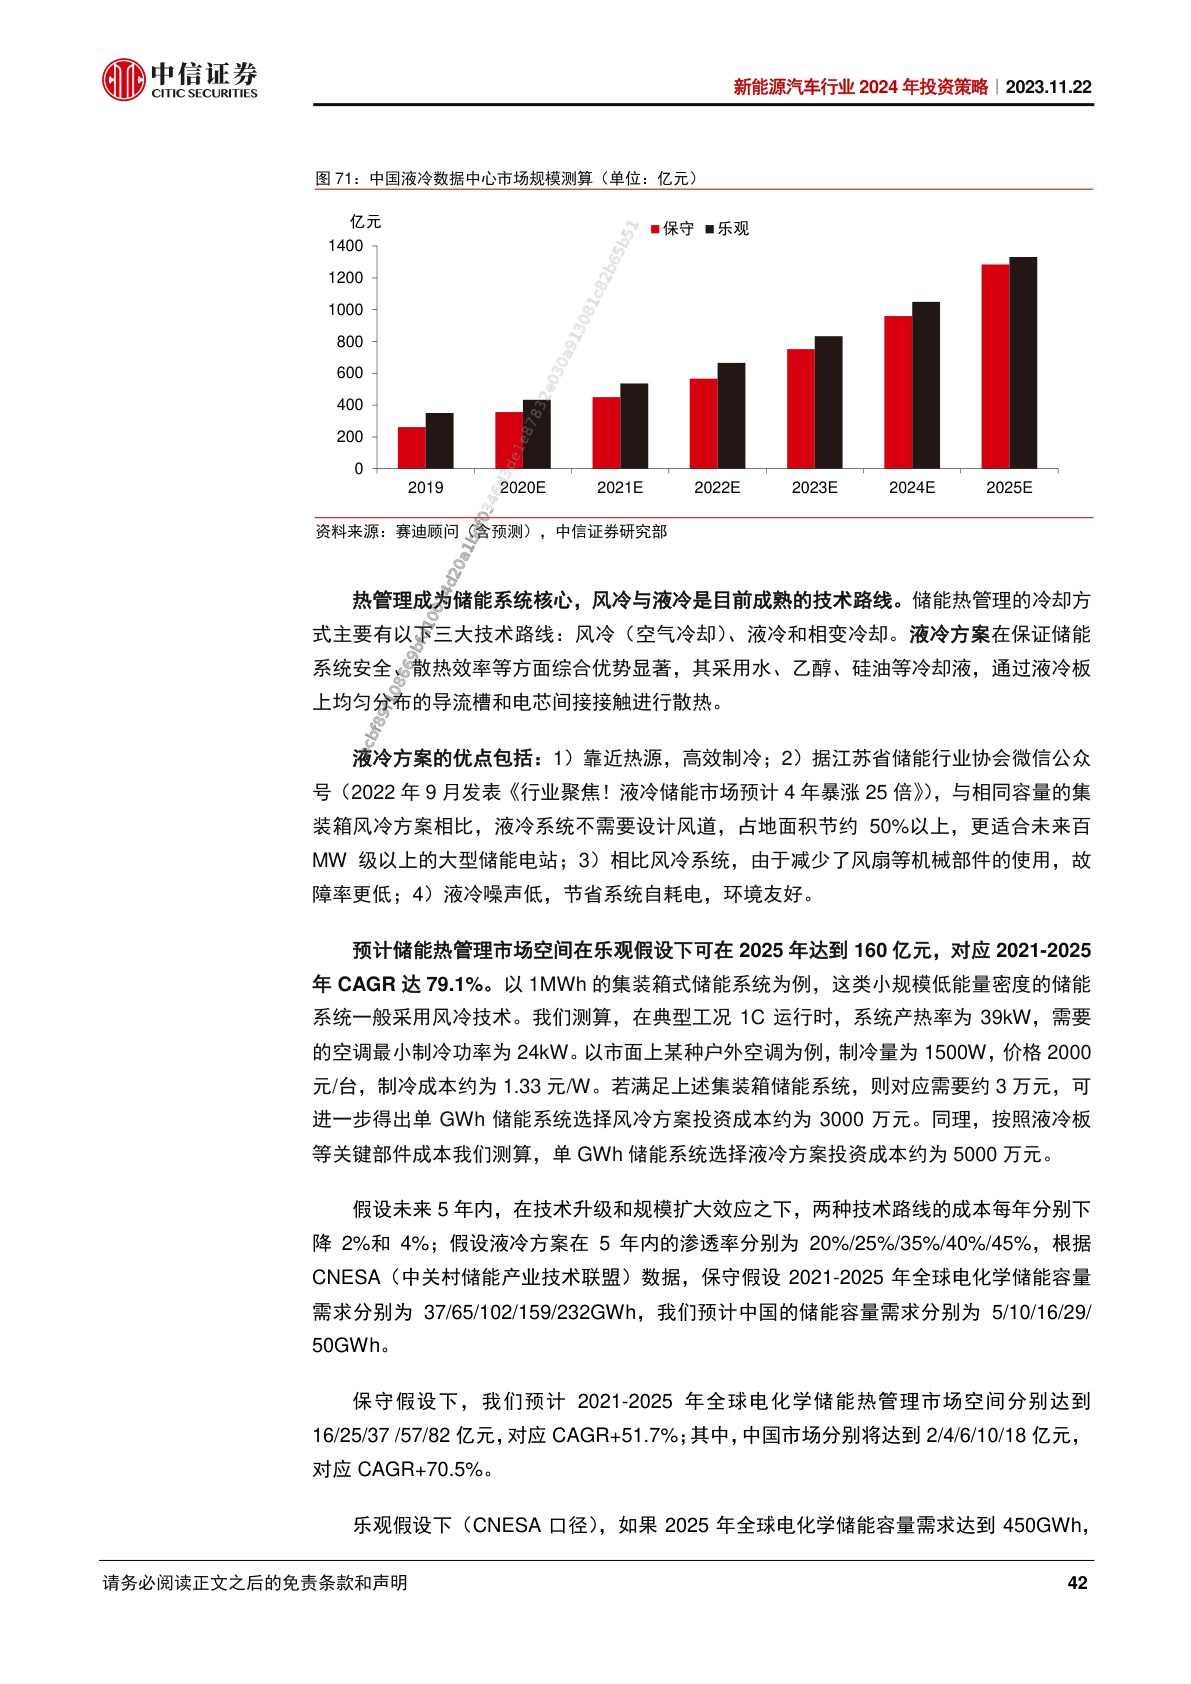 中信证券
CITIC SECURITIES
新能源汽车行业 2024 年投资策略｜2023.11.22
图 71：中国液冷数据中心市场规模测算（单位：亿元）
亿元
保守 乐观
1400
1200
1000
800
600
400
200
0
2019 2020E 2021E 2022E 2023E 2024E 2025E
资料来源：赛迪顾问（含预测），中信证券研究部
热管理成为储能系统核心，风冷与液冷是目前成熟的技术路线。储能热管理的冷却方
式主要有以下三大技术路线：风冷（空气冷却）、液冷和相变冷却。液冷方案在保证储能
系统安全、散热效率等方面综合优势显著，其采用水、乙醇、硅油等冷却液，通过液冷板
上均匀分布的导流槽和电芯间接接触进行散热。
液冷方案的优点包括：1）靠近热源，高效制冷；2）据江苏省储能行业协会微信公众
号（2022 年 9 月发表《行业聚焦！液冷储能市场预计 4 年暴涨 25 倍》），与相同容量的集
装箱风冷方案相比，液冷系统不需要设计风道，占地面积节约 50%以上，更适合未来百
MW 级以上的大型储能电站；3）相比风冷系统，由于减少了风扇等机械部件的使用，故
障率更低；4）液冷噪声低，节省系统自耗电，环境友好。
预计储能热管理市场空间在乐观假设下可在 2025 年达到 160 亿元，对应 2021-2025
年 CAGR 达 79.1%。以 1MWh 的集装箱式储能系统为例，这类小规模低能量密度的储能
系统一般采用风冷技术。我们测算，在典型工况 1C 运行时，系统产热率为 39kW，需要
的空调最小制冷功率为 24kW。以市面上某种户外空调为例，制冷量为 1500W，价格 2000
元/台，制冷成本约为 1.33 元/W。若满足上述集装箱储能系统，则对应需要约 3 万元，可
进一步得出单 GWh 储能系统选择风冷方案投资成本约为 3000 万元。同理，按照液冷板
等关键部件成本我们测算，单 GWh 储能系统选择液冷方案投资成本约为 5000 万元。
假设未来 5 年内，在技术升级和规模扩大效应之下，两种技术路线的成本每年分别下
降 2%和 4%；假设液冷方案在 5 年内的渗透率分别为 20%/25%/35%/40%/45%，根据
CNESA（中关村储能产业技术联盟）数据，保守假设 2021-2025 年全球电化学储能容量
需求分别为 37/65/102/159/232GWh，我们预计中国的储能容量需求分别为 5/10/16/29/
50GWh。
保守假设下，我们预计 2021-2025 年全球电化学储能热管理市场空间分别达到
16/25/37 /57/82 亿元，对应 CAGR+51.7%；其中，中国市场分别将达到 2/4/6/10/18 亿元，
对应 CAGR+70.5%。
乐观假设下（CNESA 口径），如果 2025 年全球电化学储能容量需求达到 450GWh，
请务必阅读正文之后的免责条款和声明 42